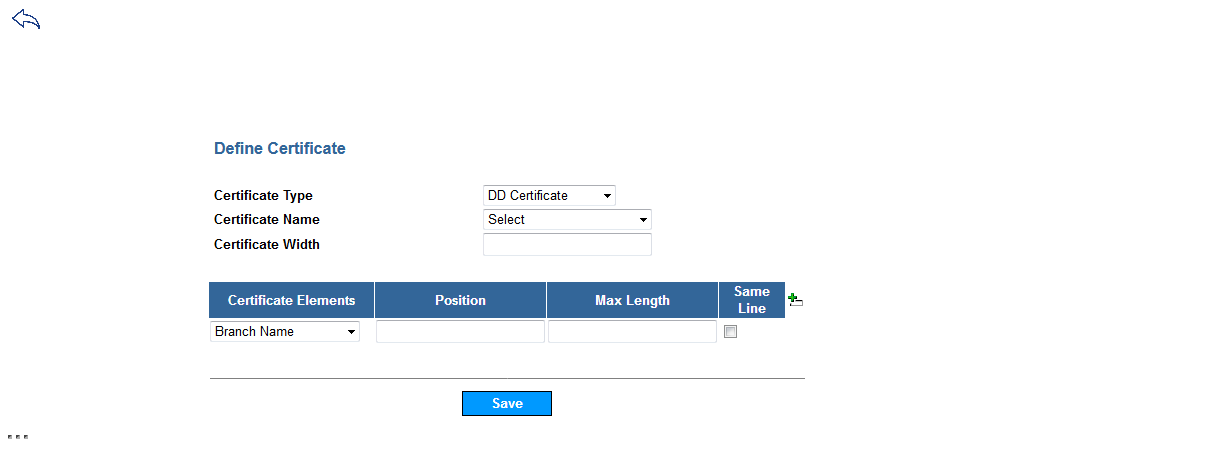 Define Certificate
Certificate Type DD Certificate
Certificate Name Select
Certificate Width
Certificate Elements Position Max Length Same Line
Branch Name
Save